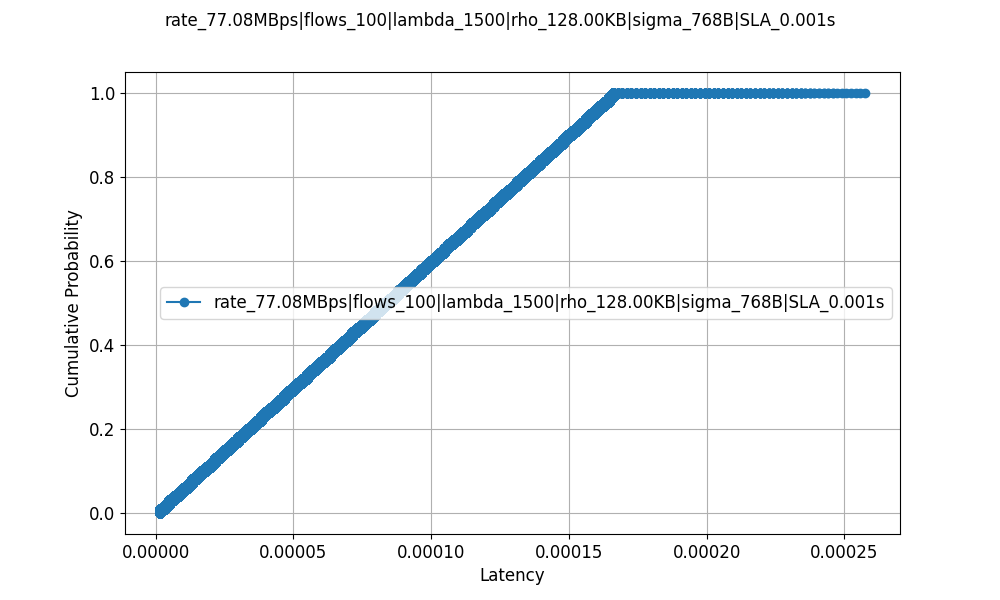 rate_77.08MBps|flows_100|lambda_1500|rho_128.00KB|sigma_768B|SLA_0.001s
1.0
0.8
0.6
0.4
0.2
0.0
Cumulative Probability
rate_77.08MBps|flows_100|lambda_1500|rho_128.00KB|sigma_768B|SLA_0.001s
0.00000 0.00005 0.00010 0.00015 0.00020 0.00025
Latency